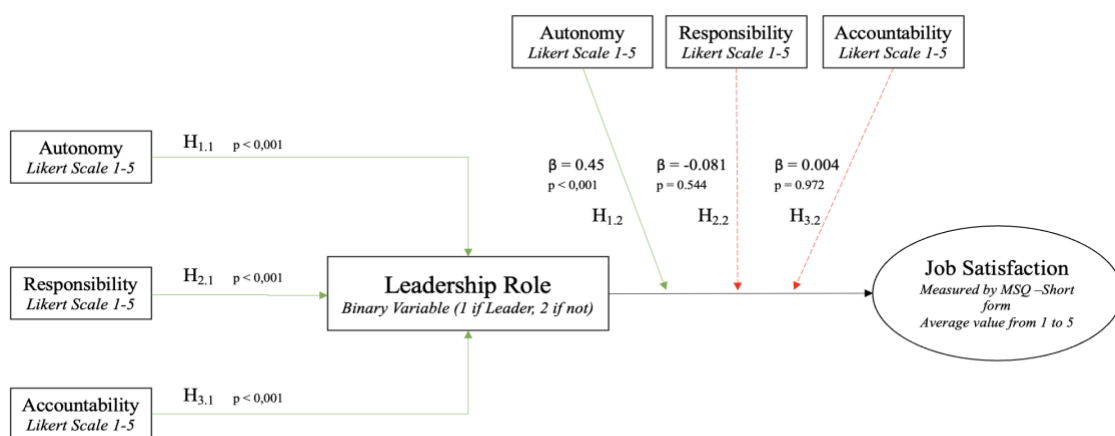 Autonomy
Likert Scale 1-5
Responsibility
Likert Scale 1-5
Accountability
Likert Scale 1-5
Autonomy
Likert Scale 1-5
H1.1 p < 0,001
β = 0.45
p < 0,001
H1.2
β = -0.081
p = 0.544
H2.2
β = 0.004
p = 0.972
H3.2
Responsibility
Likert Scale 1-5
H2.1 p < 0,001
Leadership Role
Binary Variable (1 if Leader, 2 if not)
Job Satisfaction
Measured by MSQ –Short
form
Average value from 1 to 5
Accountability
Likert Scale 1-5
H3.1 p < 0,001